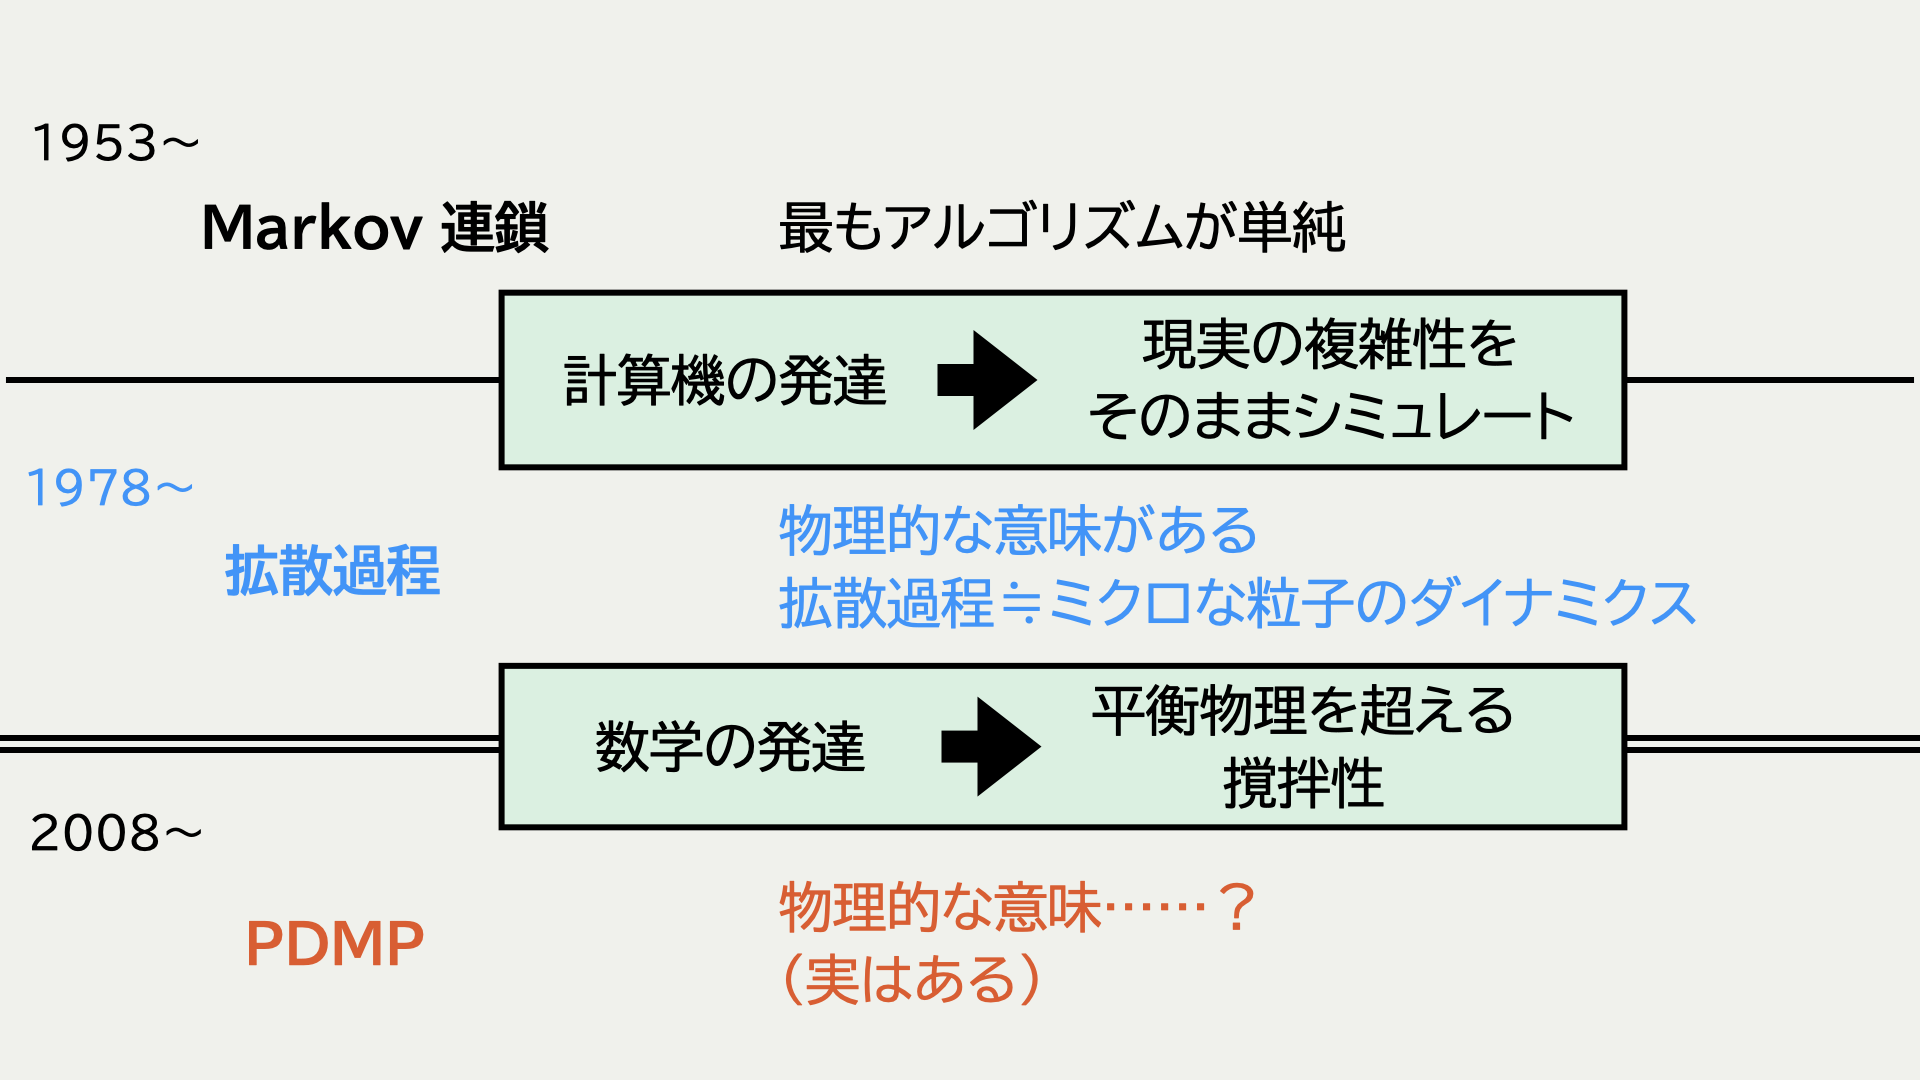 1953～
Markov 連鎖
最もアルゴリズムが単純
計算機の発達
現実の複雑性を
そのままシミュレート
1978～
拡散過程
物理的な意味がある
拡散過程≒ミクロな粒子のダイナミクス
数学の発達
平衡物理を超える
撹拌性
2008～
PDMP
物理的な意味……？
（実はある）